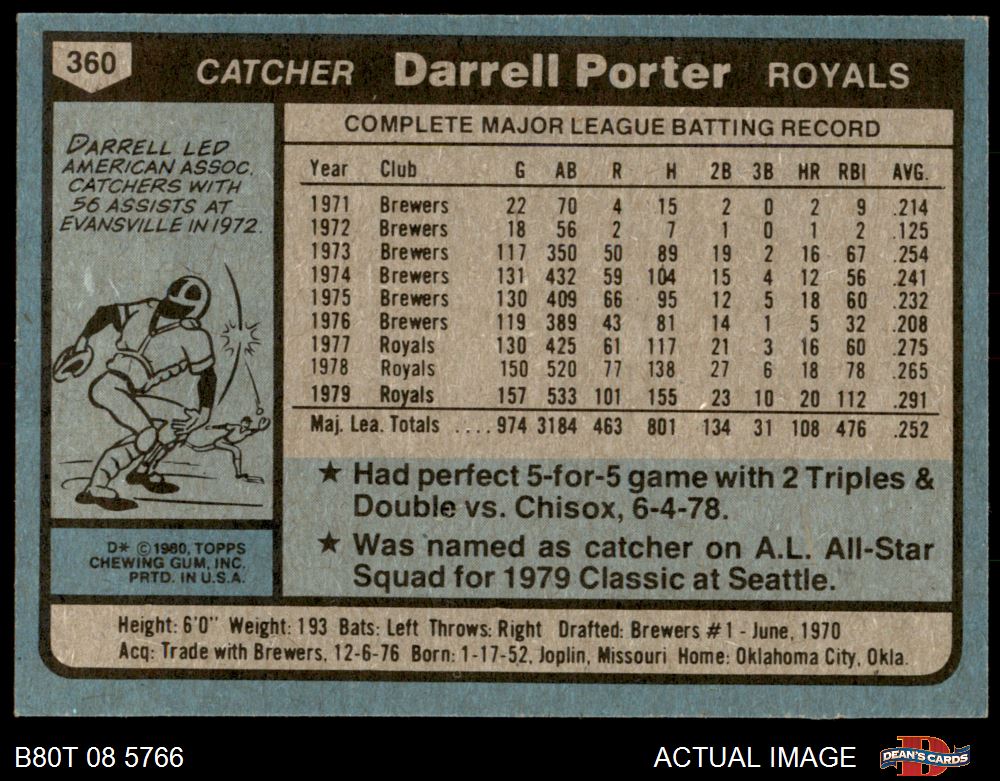 360
CATCHER Darrell Porter ROYALS
DARRELL LED
AMERICAN ASSOC.
CATCHERS WITH
56 ASSISTS AT
EVANSVILLE IN 1972.
COMPLETE MAJOR LEAGUE BATTING RECORD
Year Club G AB R H 2B 3B HR RBI AVG.
1971 Brewers 22 70 4 15 2 0 2 9 .214
1972 Brewers 18 56 2 7 1 0 1 2 .125
1973 Brewers 117 350 50 89 19 2 16 67 .254
1974 Brewers 131 432 59 104 15 4 12 56 .241
1975 Brewers 130 409 66 95 12 5 18 60 .232
1976 Brewers 119 389 43 81 14 1 5 32 .208
1977 Royals 130 425 61 117 21 3 16 60 .275
1978 Royals 150 520 77 138 27 6 18 78 .265
1979 Royals 157 533 101 155 23 10 20 112 .291
Maj. Lea. Totals .... 974 3184 463 801 134 31 108 476 .252
★ Had perfect 5-for-5 game with 2 Triples &
Double vs. Chisox, 6-4-78.
★ Was named as catcher on A.L. All-Star
Squad for 1979 Classic at Seattle.
D* © 1980, TOPPS
CHEWING GUM, INC.
PRTD. IN U.S.A.
Height: 6'0" Weight: 193 Bats: Left Throws: Right Drafted: Brewers #1 - June, 1970
Acq: Trade with Brewers, 12-6-76 Born: 1-17-52, Joplin, Missouri Home: Oklahoma City, Okla.
B80T 08 5766
ACTUAL IMAGE
DEAN'S CARDS